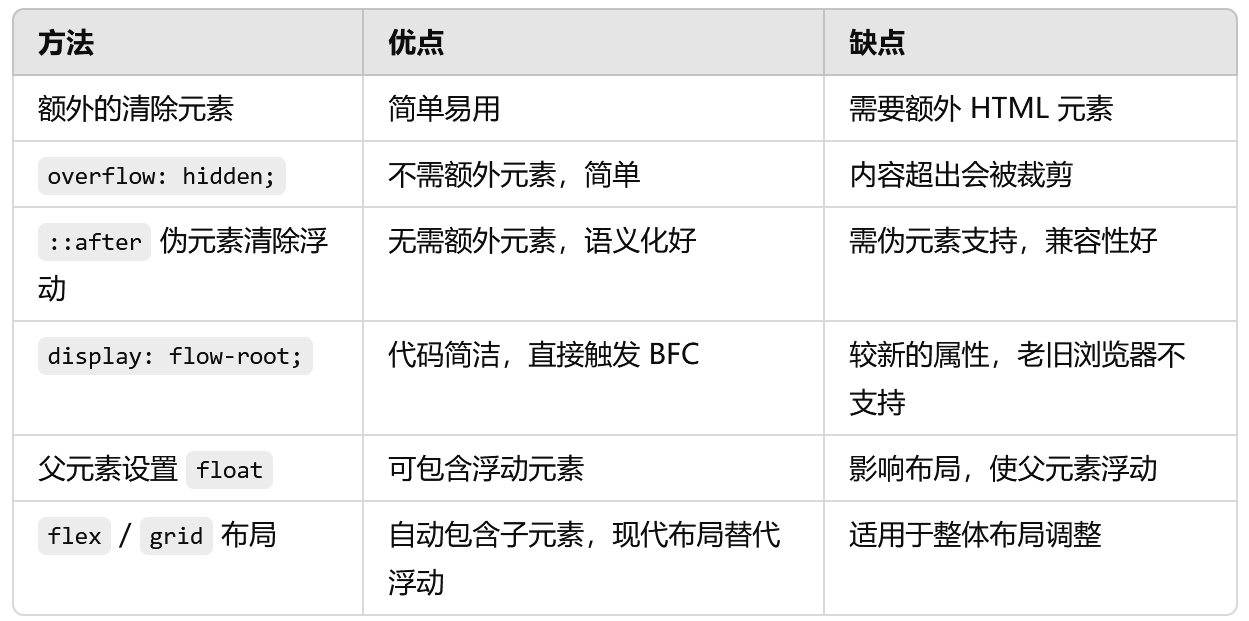 方法 优点 缺点
额外的清除元素 简单易用 需要额外 HTML 元素
overflow: hidden; 不需额外元素，简单 内容超出会被裁剪
::after 伪元素清除浮 无需额外元素，语义化好 需伪元素支持，兼容性好
动
display: flow-root; 代码简洁，直接触发 BFC 较新的属性，老旧浏览器不
支持
父元素设置 float 可包含浮动元素 影响布局，使父元素浮动
flex / grid 布局 自动包含子元素，现代布局替代 适用于整体布局调整
浮动